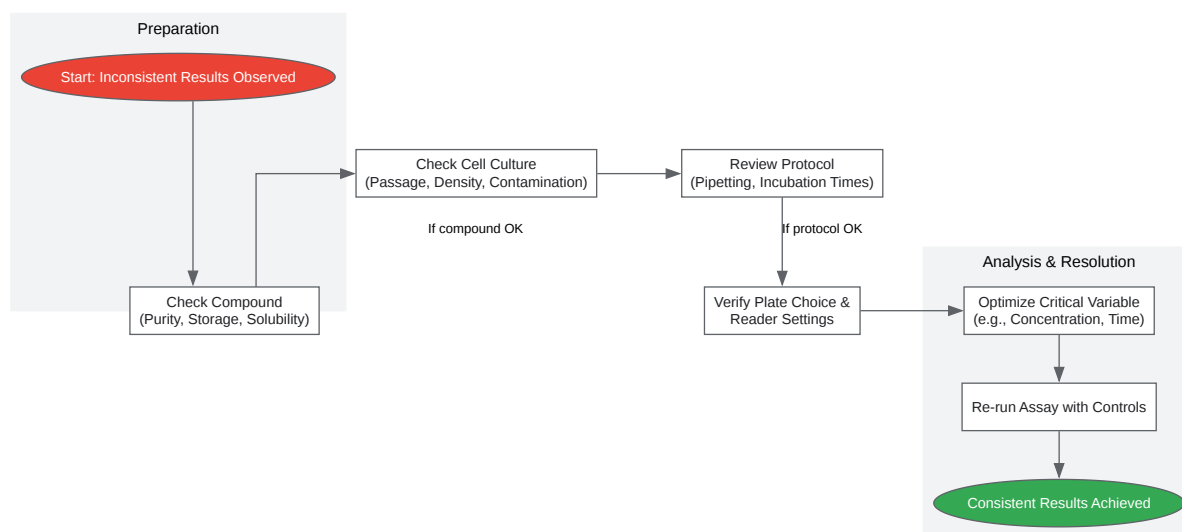 Preparation
Start: Inconsistent Results Observed
Check Cell Culture
(Passage, Density, Contamination)
Review Protocol
(Pipetting, Incubation Times)
If compound OK
If protocol OK
Analysis & Resolution
Check Compound
(Purity, Storage, Solubility)
Verify Plate Choice &
Reader Settings
Optimize Critical Variable
(e.g., Concentration, Time)
Re-run Assay with Controls
Consistent Results Achieved